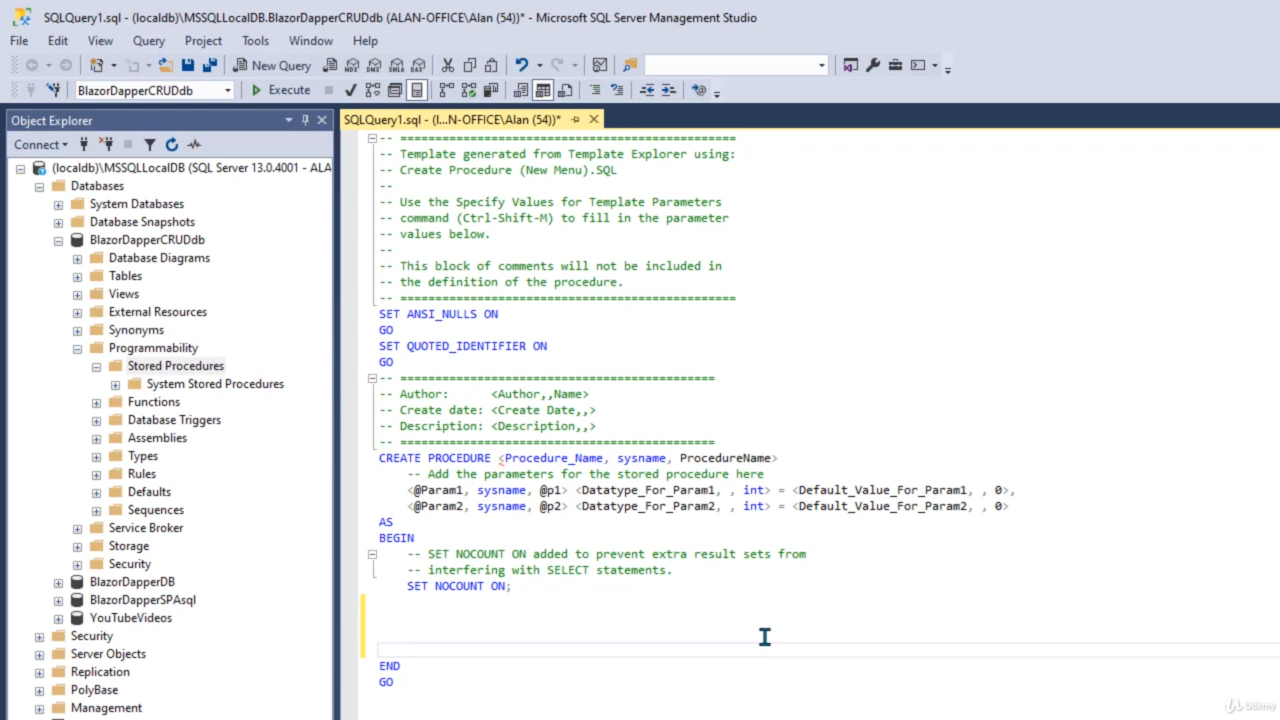 SQLQuery1.sql - (localdb)\MSSQLLocalDB.BlazorDapperCRUDdb (ALAN-OFFICE\Alan (54))* - Microsoft SQL Server Management Studio
File Edit View Query Project Tools Window Help
New Query MDX DMX XMLA DAX
BlazorDapperCRUDdb Execute
Object Explorer
Connect
(localdb)\MSSQLLocalDB (SQL Server 13.0.4001 - ALA
Databases
System Databases
Database Snapshots
BlazorDapperCRUDdb
Database Diagrams
Tables
Views
External Resources
Synonyms
Programmability
Stored Procedures
System Stored Procedures
Functions
Database Triggers
Assemblies
Types
Rules
Defaults
Sequences
Service Broker
Storage
Security
BlazorDapperDB
BlazorDapperSPAsql
YouTubeVideos
Security
Server Objects
Replication
PolyBase
Management
SQLQuery1.sql - (l...N-OFFICE\Alan (54))*
-- ================================================
-- Template generated from Template Explorer using:
-- Create Procedure (New Menu).SQL
--
-- Use the Specify Values for Template Parameters
-- command (Ctrl-Shift-M) to fill in the parameter
-- values below.
--
-- This block of comments will not be included in
-- the definition of the procedure.
-- ================================================
SET ANSI_NULLS ON
GO
SET QUOTED_IDENTIFIER ON
GO
-- =============================================
-- Author: <Author,,Name>
-- Create date: <Create Date,,>
-- Description: <Description,,>
-- =============================================
CREATE PROCEDURE <Procedure_Name, sysname, ProcedureName>
-- Add the parameters for the stored procedure here
<@Param1, sysname, @p1> <Datatype_For_Param1, , int> = <Default_Value_For_Param1, , 0>,
<@Param2, sysname, @p2> <Datatype_For_Param2, , int> = <Default_Value_For_Param2, , 0>
AS
BEGIN
-- SET NOCOUNT ON added to prevent extra result sets from
-- interfering with SELECT statements.
SET NOCOUNT ON;
END
GO
Udemy